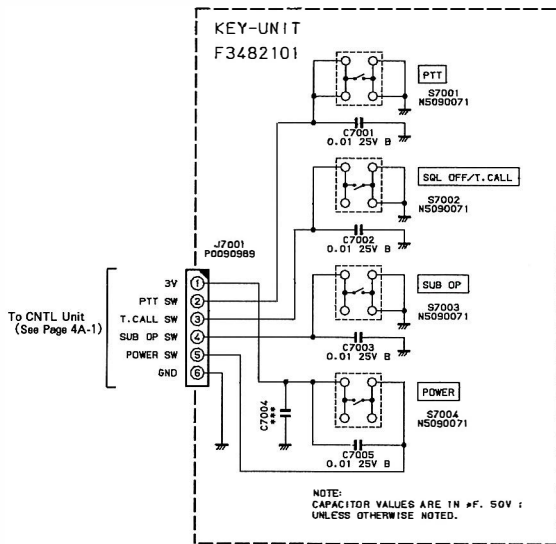 KEY-UNIT
F3482101
PTT
S7001
N5090071
C7001
0.01 25V B
SQL OFF/T.CALL
S7002
N5090071
C7002
0.01 25V B
J7001
P0090989
To CNTL Unit
(See Page 4A-1)
3V 1
PTT SW 2
T.CALL SW 3
SUB OP SW 4
POWER SW 5
GND 6
SUB OP
S7003
N5090071
C7003
0.01 25V B
POWER
S7004
N5090071
C7004
***
C7005
0.01 25V B
NOTE:
CAPACITOR VALUES ARE IN F. 50V ;
UNLESS OTHERWISE NOTED.